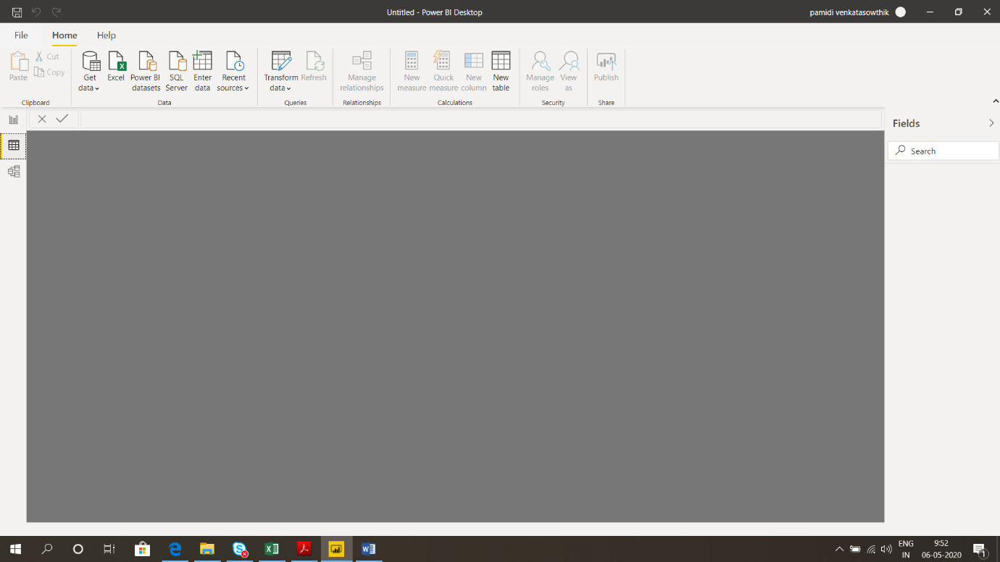 Untitled - Power BI Desktop
pamidi venkatasowthik
File Home Help
Paste
Cut
Copy
Clipboard
Get data
Excel
Power BI datasets
SQL Server
Enter data
Recent sources
Data
Transform data
Refresh
Queries
Manage relationships
Relationships
New measure
Quick measure
New column
New table
Calculations
Manage roles
View as
Security
Publish
Share
Fields
Search
ENG
IN
9:52
06-05-2020
1